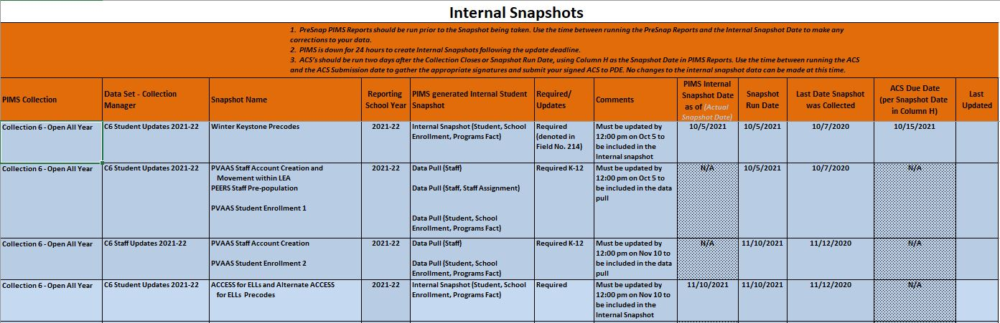 Internal Snapshots
1. PreSnap PIMS Reports should be run prior to the Snapshot being taken. Use the time between running the PreSnap Reports and the Internal Snapshot Date to make any
corrections to your data.
2. PIMS is down for 24 hours to create Internal Snapshots following the update deadline.
3. ACS's should be run two days after the Collection Closes or Snapshot Run Date, using Column H as the Snapshot Date in PIMS Reports. Use the time between running the ACS
and the ACS Submission date to gather the appropriate signatures and submit your signed ACS to PDE. No changes to the internal snapshot data can be made at this time.
PIMS Collection
Data Set - Collection
Manager
Snapshot Name
Reporting
School Year
PIMS generated Internal Student
Snapshot
Required/
Updates
Comments
PIMS Internal
Snapshot Date
as of (Actual
Snapshot Date)
Snapshot
Run Date
Last Date Snapshot
was Collected
ACS Due Date
(per Snapshot Date
in Column H)
Last
Updated
Collection 6 - Open All Year
C6 Student Updates 2021-22
Winter Keystone Precodes
2021-22
Internal Snapshot (Student, School
Enrollment, Programs Fact)
Required
(denoted in
Field No. 214)
Must be updated by
12:00 pm on Oct 5 to
be included in the
Internal snapshot
10/5/2021
10/5/2021
10/7/2020
10/15/2021
Collection 6 - Open All Year
C6 Student Updates 2021-22
PVAAS Staff Account Creation and
Movement within LEA
PEERS Staff Pre-population
PVAAS Student Enrollment 1
2021-22
Data Pull (Staff)
Data Pull (Staff, Staff Assignment)
Data Pull (Student, School
Enrollment, Programs Fact)
Required K-12
Must be updated by
12:00 pm on Oct 5 to
be included in the data
pull
N/A
10/5/2021
10/7/2020
N/A
Collection 6 - Open All Year
C6 Staff Updates 2021-22
PVAAS Staff Account Creation
PVAAS Student Enrollment 2
2021-22
Data Pull (Staff)
Data Pull (Student, School
Enrollment, Programs Fact)
Required K-12
Must be updated by
12:00 pm on Nov 10 to
be included in the data
pull
N/A
11/10/2021
11/12/2020
N/A
Collection 6 - Open All Year
C6 Student Updates 2021-22
ACCESS for ELLs and Alternate ACCESS
for ELLs Precodes
2021-22
Internal Snapshot (Student, School
Enrollment, Programs Fact)
Required
Must be updated by
12:00 pm on Nov 10 to
be included in the
Internal Snapshot
11/10/2021
11/10/2021
11/12/2020
N/A